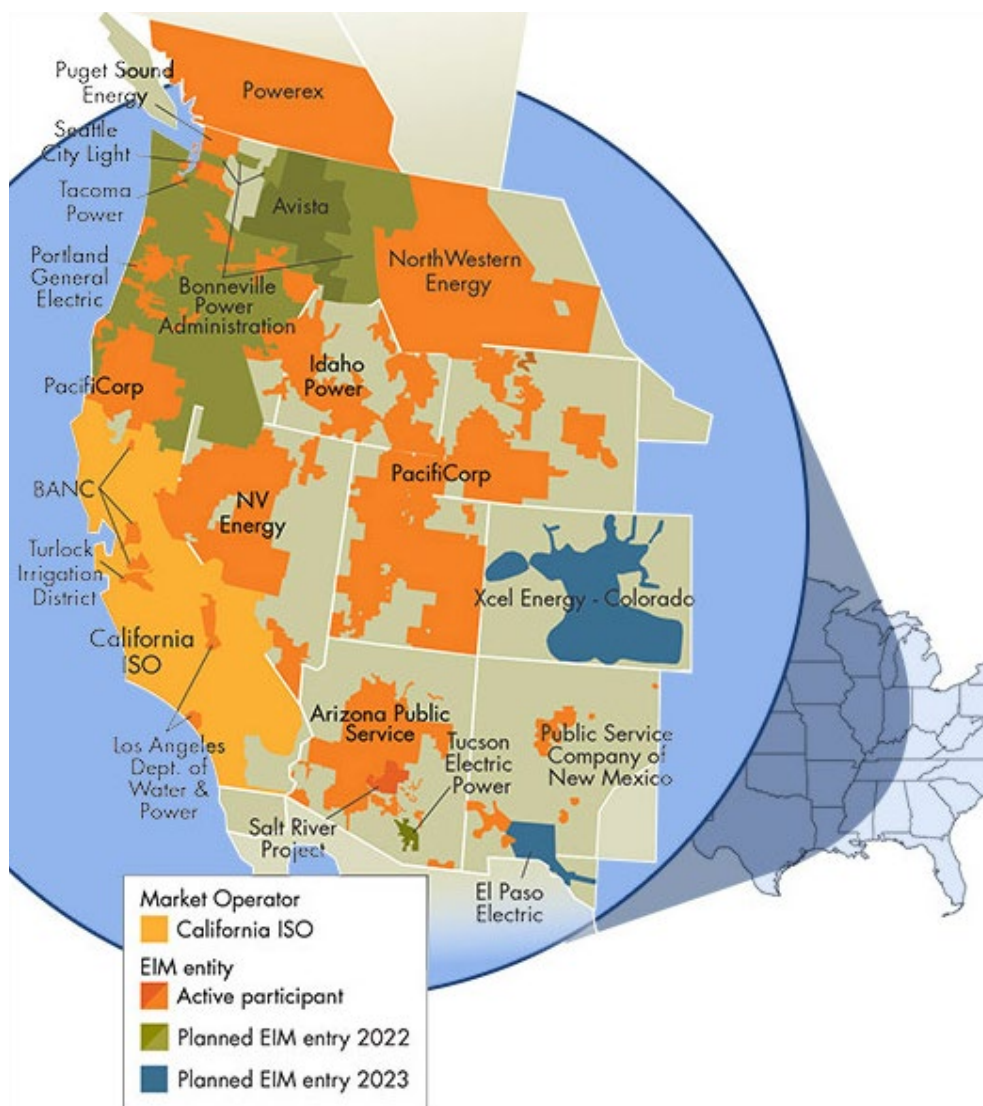 Puget Sound
Energy
Powerex
Seattle
City Light
Tacoma
Power
Avista
Portland
General
Electric
NorthWestern
Energy
Bonneville
Power
Administration
PacifiCorp
Idaho
Power
BANC
NV
Energy
PacifiCorp
Turlock
Irrigation
District
Xcel Energy - Colorado
California
ISO
Arizona Public
Service
Los Angeles
Dept. of
Water &
Power
Tucson
Electric
Power
Public Service
Company of
New Mexico
Salt River
Project
El Paso
Electric
Market Operator
California ISO
EIM entity
Active participant
Planned EIM entry 2022
Planned EIM entry 2023